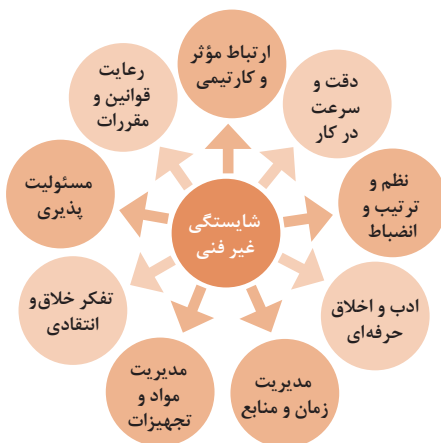 شایستگی
غیر فنی
ارتباط مؤثر
و کارتیمی
دقت و
سرعت
در کار
نظم و
ترتیب و
انضباط
ادب و اخلاق
حرفه‌ای
مدیریت
زمان و منابع
مدیریت
مواد و
تجهیزات
تفکر خلاق‌و
انتقادی
مسئولیت
پذیری
رعایت
قوانین و
مقررات